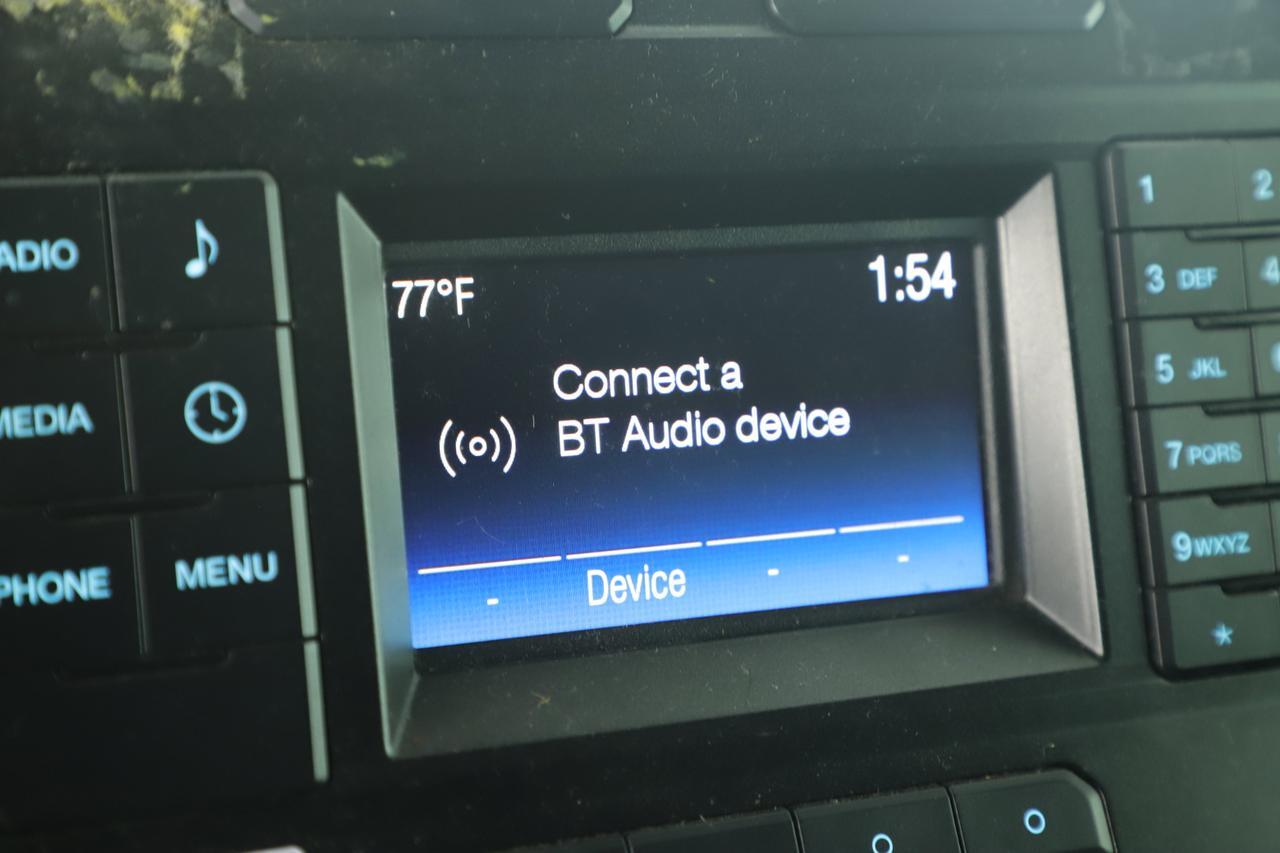 77°F
1:54
Connect a
BT Audio device
- Device - -
ADIO
MEDIA
PHONE
MENU
1
2
3 DEF
4
5 JKL
7 PQRS
9 WXYZ
*